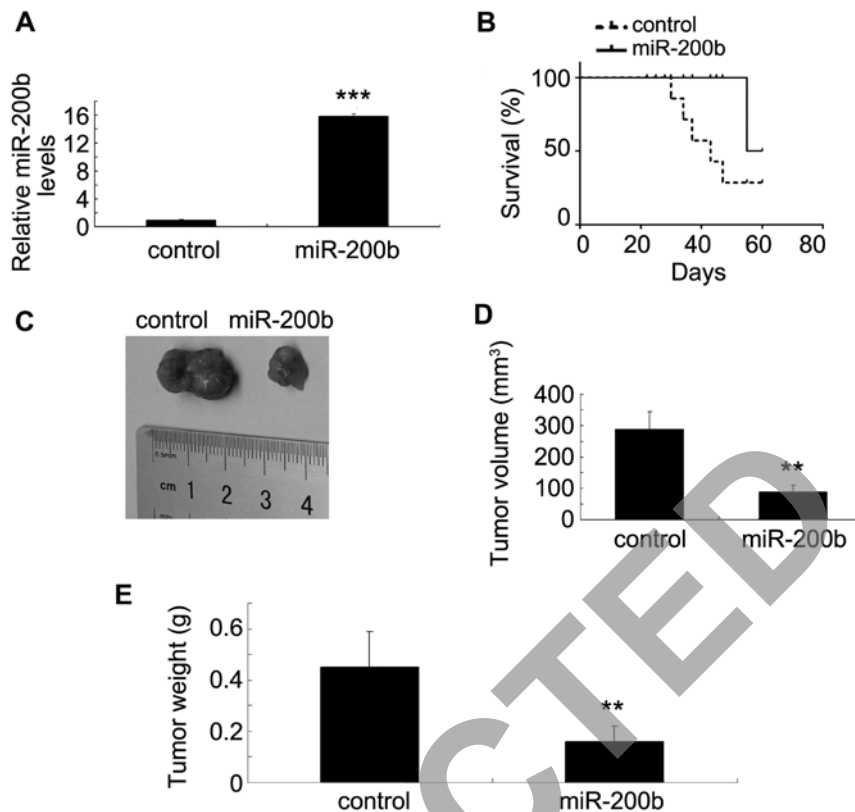 A
Relative miR-200b
levels
16
12
8
4
0
***
control
miR-200b
B
control
miR-200b
Survival (%)
100
50
0
0
20
40
60
80
Days
C
control miR-200b
0.5mm
cm 1 2 3 4
D
Tumor volume (mm³)
400
300
200
100
0
**
control
miR-200b
E
Tumor weight (g)
0.6
0.4
0.2
0
**
control
miR-200b
CTED